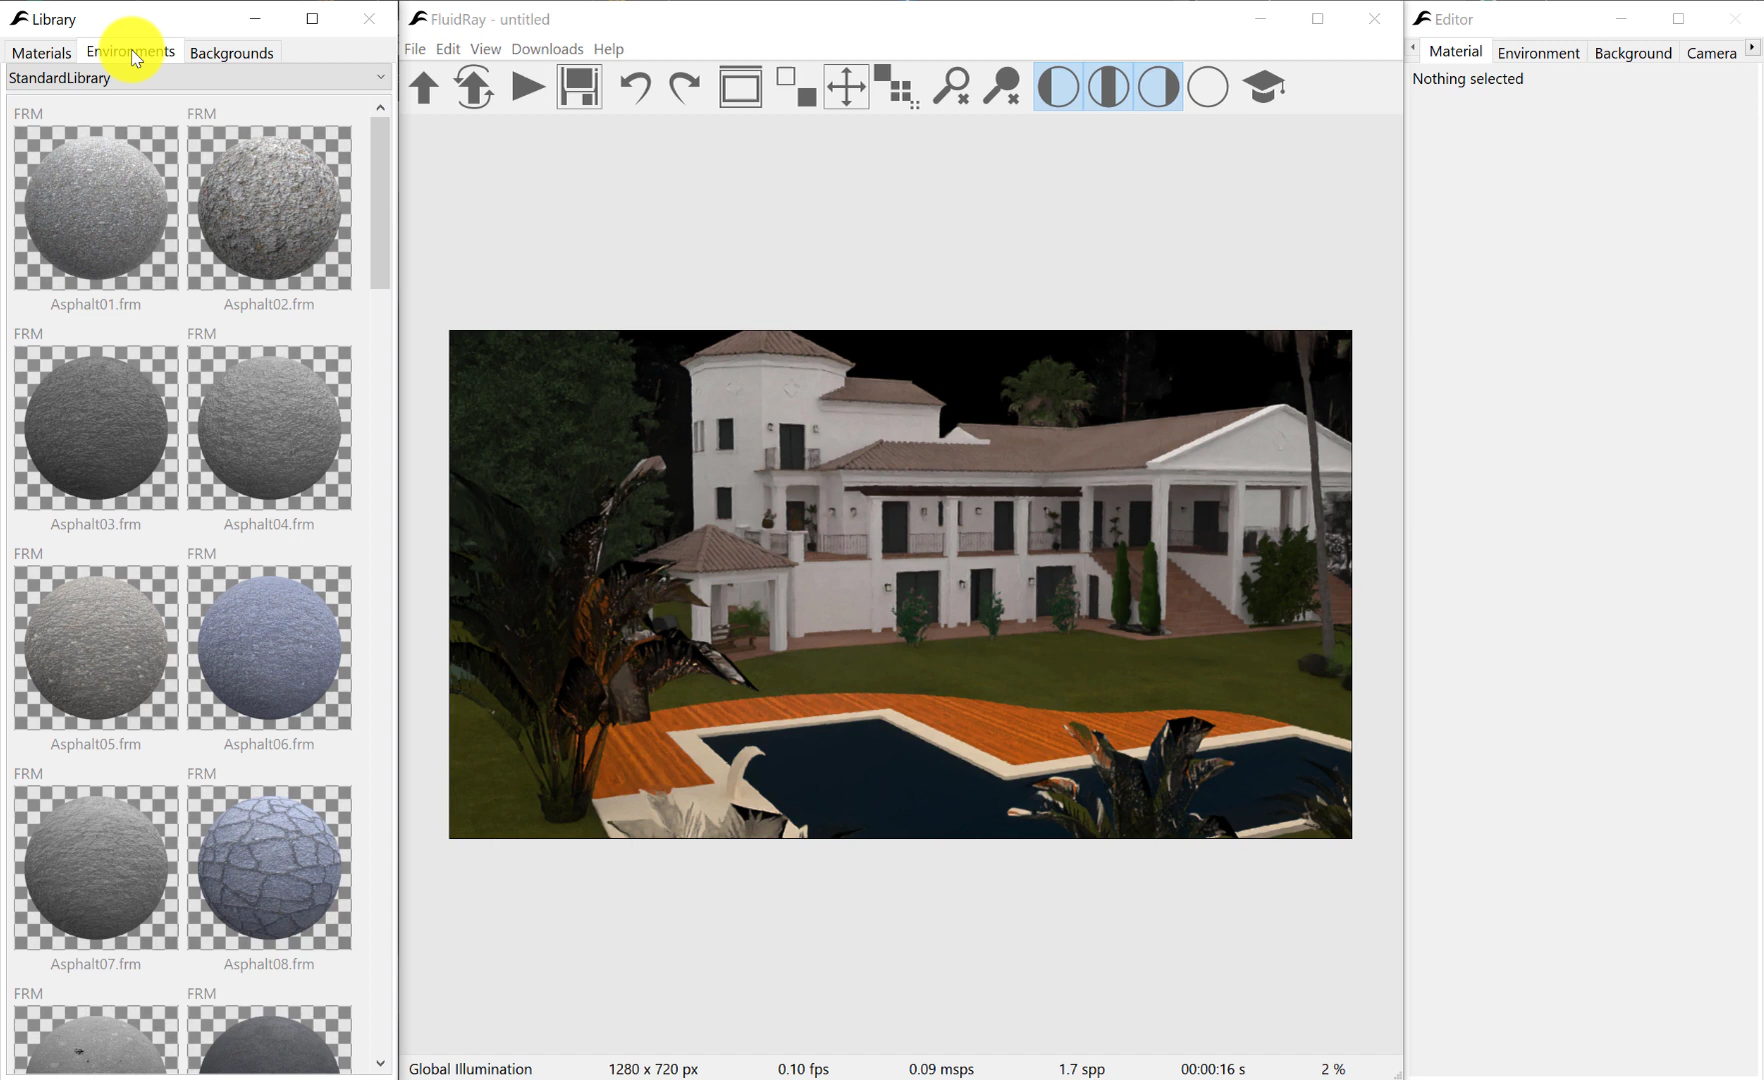 Library
Materials
Environments
Backgrounds
StandardLibrary
FRM
FRM
Asphalt01.frm
Asphalt02.frm
FRM
FRM
Asphalt03.frm
Asphalt04.frm
FRM
FRM
Asphalt05.frm
Asphalt06.frm
FRM
FRM
Asphalt07.frm
Asphalt08.frm
FRM
FRM
FluidRay - untitled
File Edit View Downloads Help
Global Illumination
1280 x 720 px
0.10 fps
0.09 msps
1.7 spp
00:00:16 s
2 %
Editor
Material
Environment
Background
Camera
Nothing selected